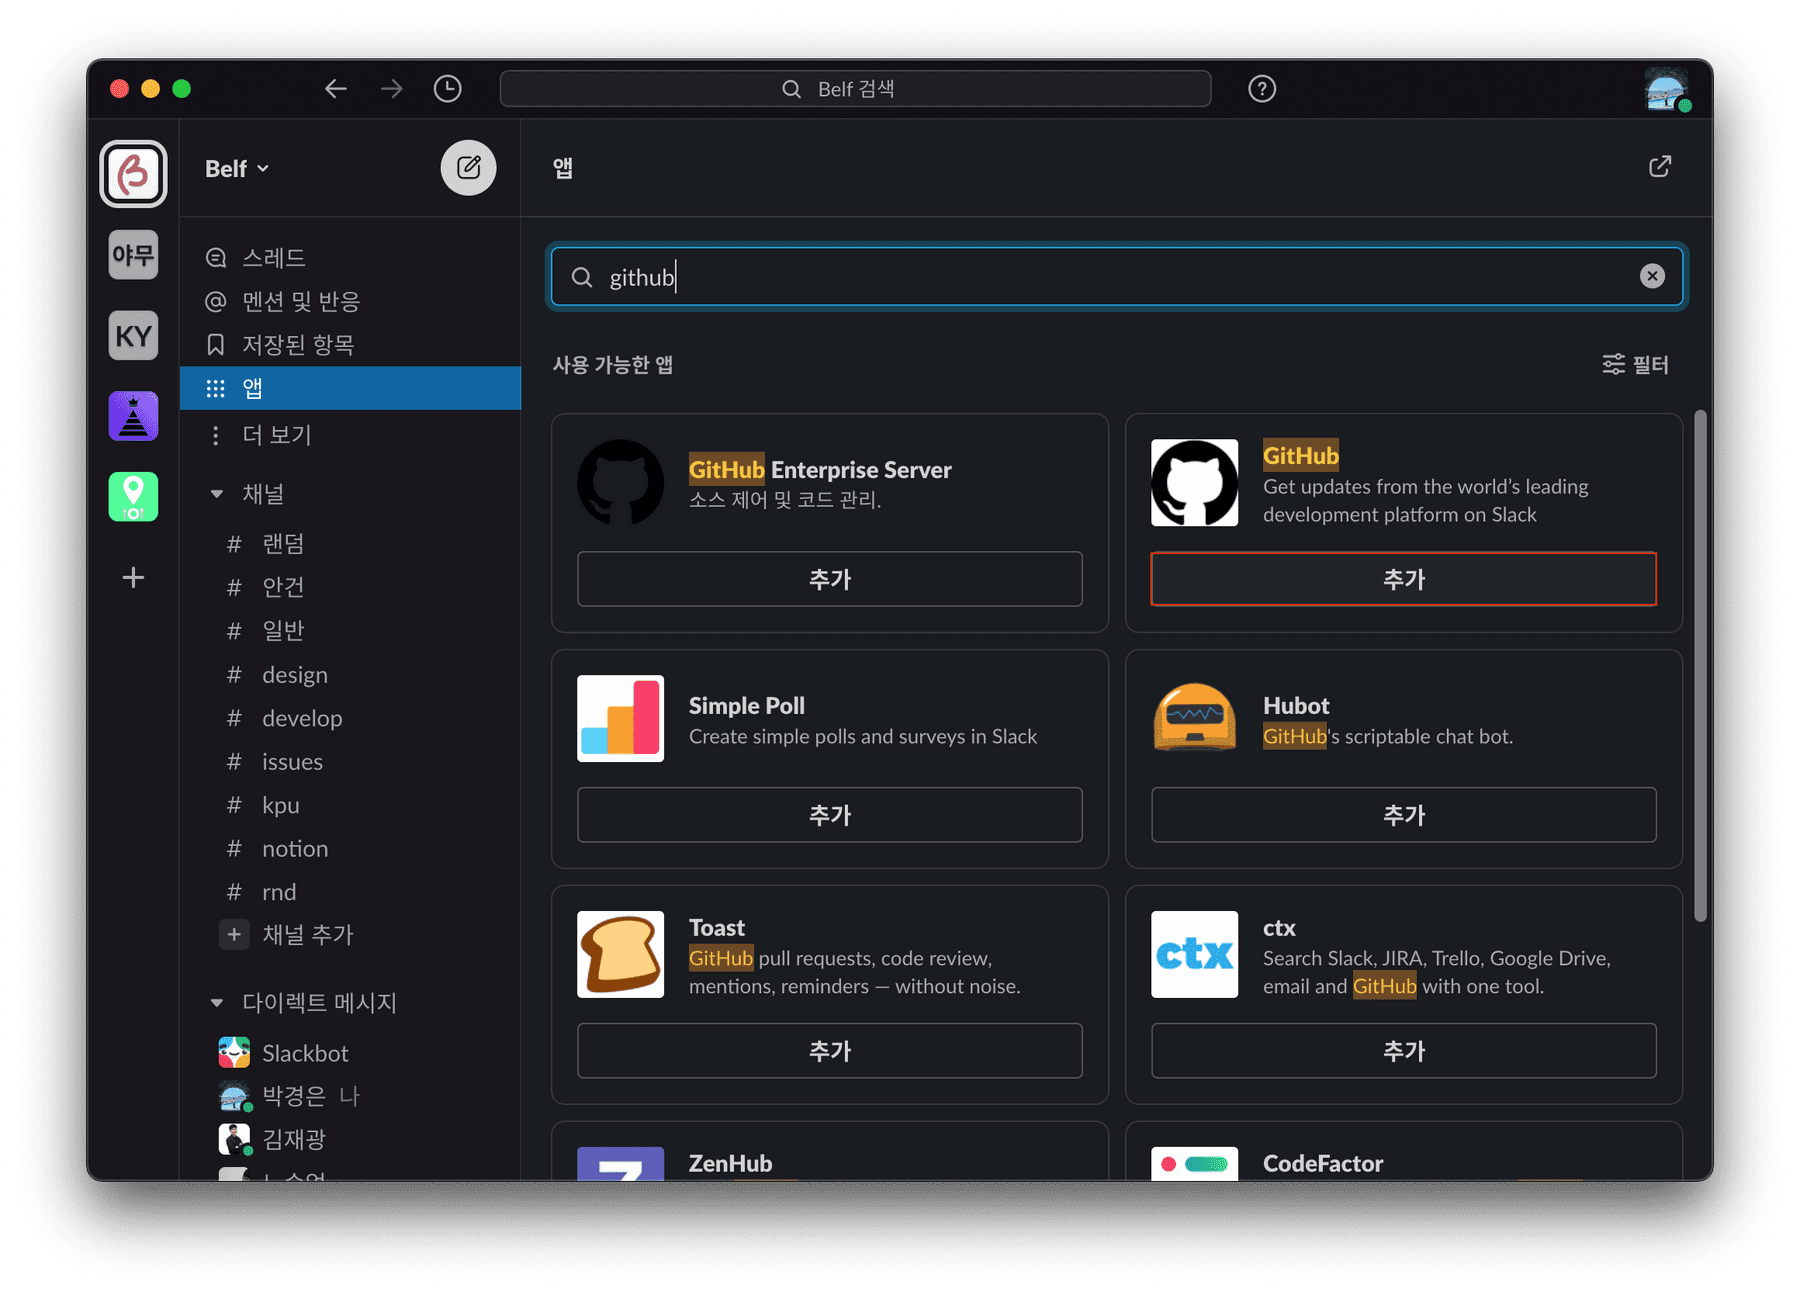 Belf 검색
Belf
앱
야무
KY
스레드
멘션 및 반응
저장된 항목
앱
더 보기
채널
# 랜덤
# 안건
# 일반
# design
# develop
# issues
# kpu
# notion
# rnd
+ 채널 추가
다이렉트 메시지
Slackbot
박경은 나
김재광
github
사용 가능한 앱
필터
GitHub Enterprise Server
소스 제어 및 코드 관리.
추가
GitHub
Get updates from the world’s leading
development platform on Slack
추가
Simple Poll
Create simple polls and surveys in Slack
추가
Hubot
GitHub's scriptable chat bot.
추가
Toast
GitHub pull requests, code review,
mentions, reminders — without noise.
추가
ctx
ctx
Search Slack, JIRA, Trello, Google Drive,
email and GitHub with one tool.
추가
ZenHub
CodeFactor